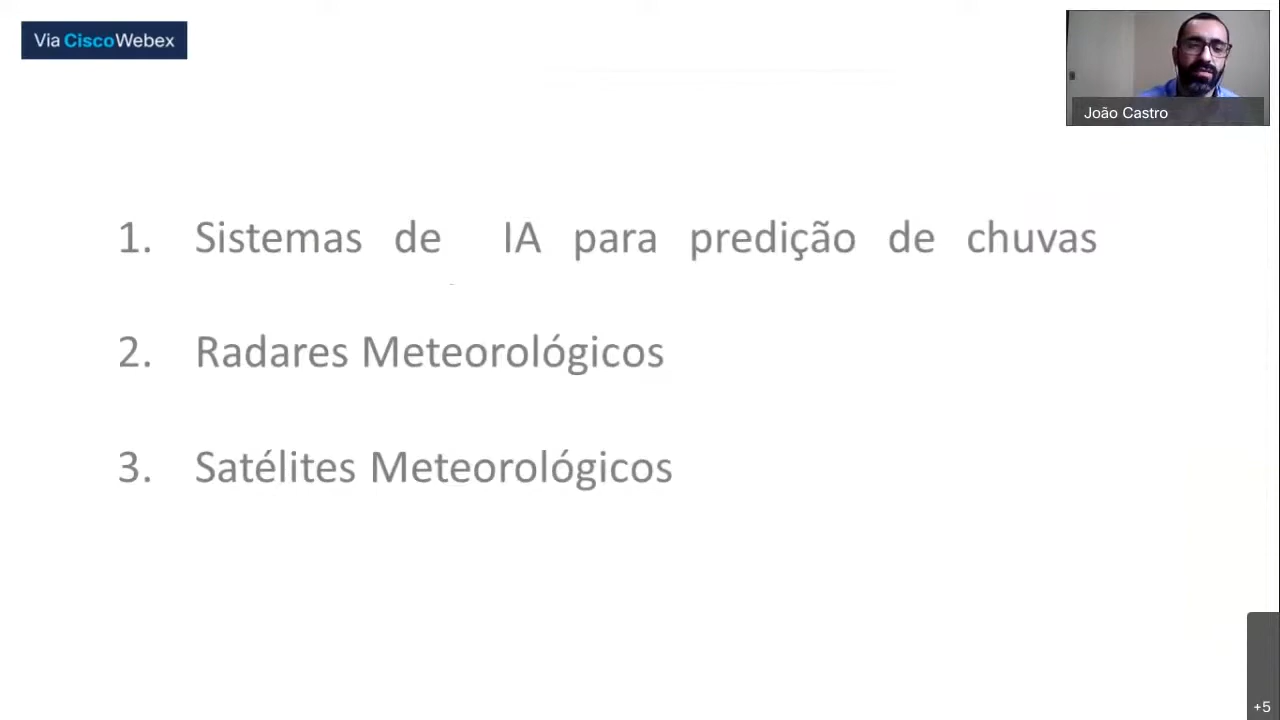 Via CiscoWebex
João Castro
1. Sistemas de IA para predição de chuvas
2. Radares Meteorológicos
3. Satélites Meteorológicos
+5